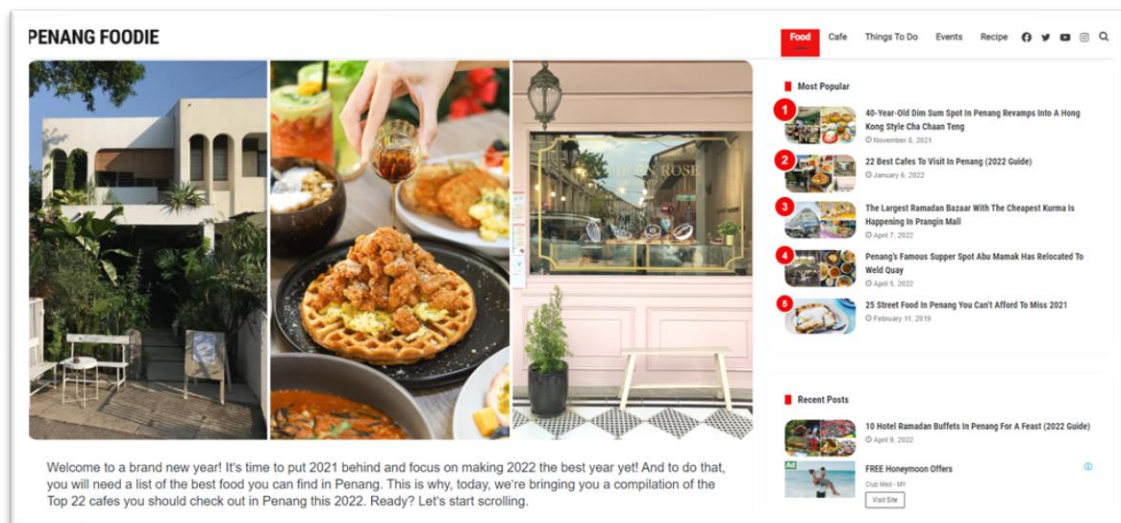 PENANG FOODIE
Food Cafe Things To Do Events Recipe
Most Popular
1
40-Year-Old Dim Sum Spot In Penang Revamps Into A Hong
Kong Style Cha Chaan Teng
November 8, 2021
2
22 Best Cafes To Visit In Penang (2022 Guide)
January 6, 2022
3
The Largest Ramadan Bazaar With The Cheapest Kurma Is
Happening In Prangin Mall
April 7, 2022
4
Penang's Famous Supper Spot Abu Mamak Has Relocated To
Weld Quay
April 5, 2022
5
25 Street Food In Penang You Can't Afford To Miss 2021
February 11, 2019
Recent Posts
10 Hotel Ramadan Buffets In Penang For A Feast (2022 Guide)
April 9, 2022
Ad
FREE Honeymoon Offers
Club Med - MY
Visit Site
ROSE
Welcome to a brand new year! It's time to put 2021 behind and focus on making 2022 the best year yet! And to do that,
you will need a list of the best food you can find in Penang. This is why, today, we're bringing you a compilation of the
Top 22 cafes you should check out in Penang this 2022. Ready? Let's start scrolling.